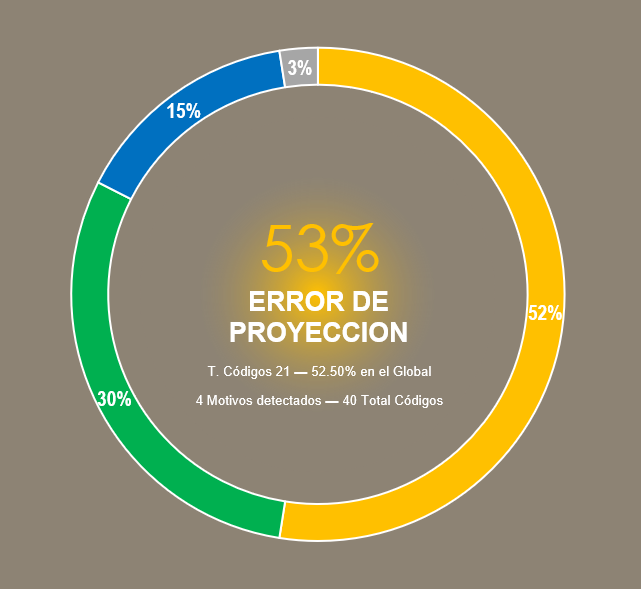 3%
15%
53%
ERROR DE
PROYECCION
52%
T. Códigos 21 — 52.50% en el Global
30%
4 Motivos detectados — 40 Total Códigos